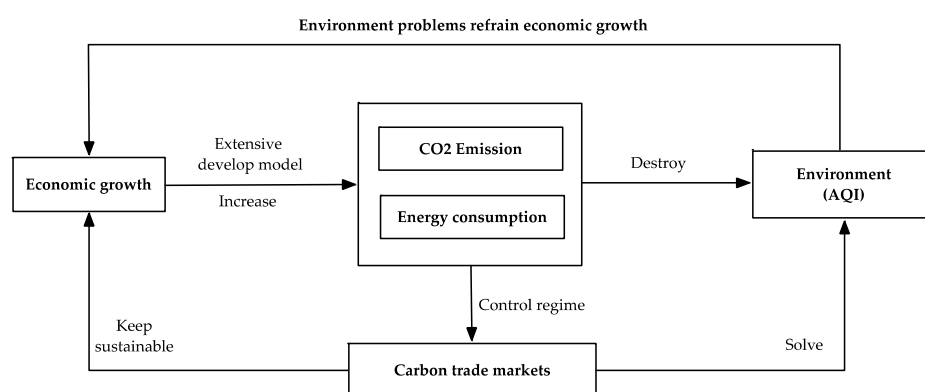 Environment problems refrain economic growth
Extensive
develop model
Increase
Economic growth
CO2 Emission
Energy consumption
Destroy
Environment
(AQI)
Control regime
Keep
sustainable
Solve
Carbon trade markets